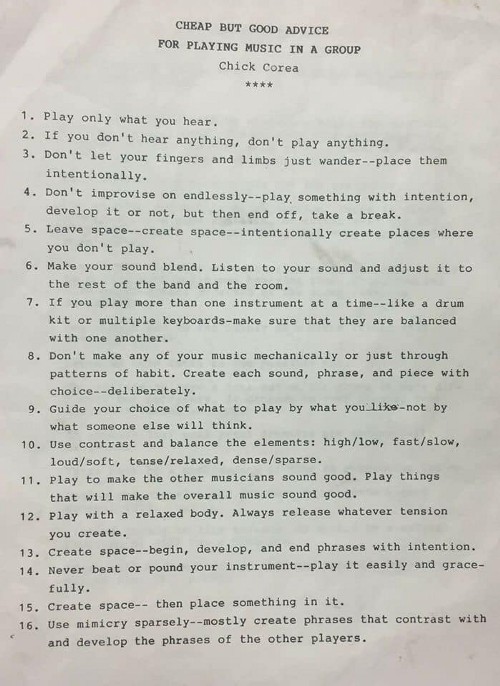 CHEAP BUT GOOD ADVICE
FOR PLAYING MUSIC IN A GROUP
Chick Corea
****
1. Play only what you hear.
2. If you don't hear anything, don't play anything.
3. Don't let your fingers and limbs just wander--place them
intentionally.
4. Don't improvise on endlessly--play something with intention,
develop it or not, but then end off, take a break.
5. Leave space--create space--intentionally create places where
you don't play.
6. Make your sound blend. Listen to your sound and adjust it to
the rest of the band and the room.
7. If you play more than one instrument at a time--like a drum
kit or multiple keyboards-make sure that they are balanced
with one another.
8. Don't make any of your music mechanically or just through
patterns of habit. Create each sound, phrase, and piece with
choice--deliberately.
9. Guide your choice of what to play by what you like-not by
what someone else will think.
10. Use contrast and balance the elements: high/low, fast/slow,
loud/soft, tense/relaxed, dense/sparse.
11. Play to make the other musicians sound good. Play things
that will make the overall music sound good.
12. Play with a relaxed body. Always release whatever tension
you create.
13. Create space--begin, develop, and end phrases with intention.
14. Never beat or pound your instrument--play it easily and grace-
fully.
15. Create space-- then place something in it.
16. Use mimicry sparsely--mostly create phrases that contrast with
and develop the phrases of the other players.